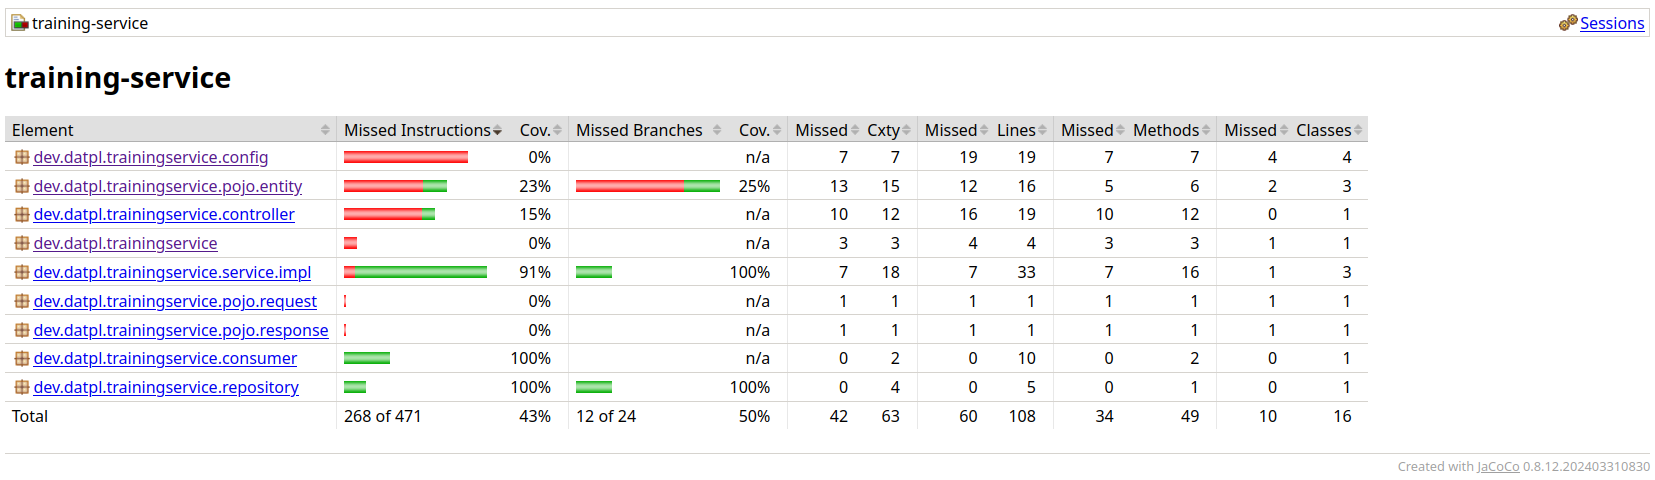 training-service Sessions
training-service
Element Missed Instructions Cov. Missed Branches Cov. Missed Cxty Missed Lines Missed Methods Missed Classes
dev.datpl.trainingservice.config 0% n/a 7 7 19 19 7 7 4 4
dev.datpl.trainingservice.pojo.entity 23% 25% 13 15 12 16 5 6 2 3
dev.datpl.trainingservice.controller 15% n/a 10 12 16 19 10 12 0 1
dev.datpl.trainingservice 0% n/a 3 3 4 4 3 3 1 1
dev.datpl.trainingservice.service.impl 91% 100% 7 18 7 33 7 16 1 3
dev.datpl.trainingservice.pojo.request 0% n/a 1 1 1 1 1 1 1 1
dev.datpl.trainingservice.pojo.response 0% n/a 1 1 1 1 1 1 1 1
dev.datpl.trainingservice.consumer 100% n/a 0 2 0 10 0 2 0 1
dev.datpl.trainingservice.repository 100% 100% 0 4 0 5 0 1 0 1
Total 268 of 471 43% 12 of 24 50% 42 63 60 108 34 49 10 16
Created with JaCoCo 0.8.12.202403310830